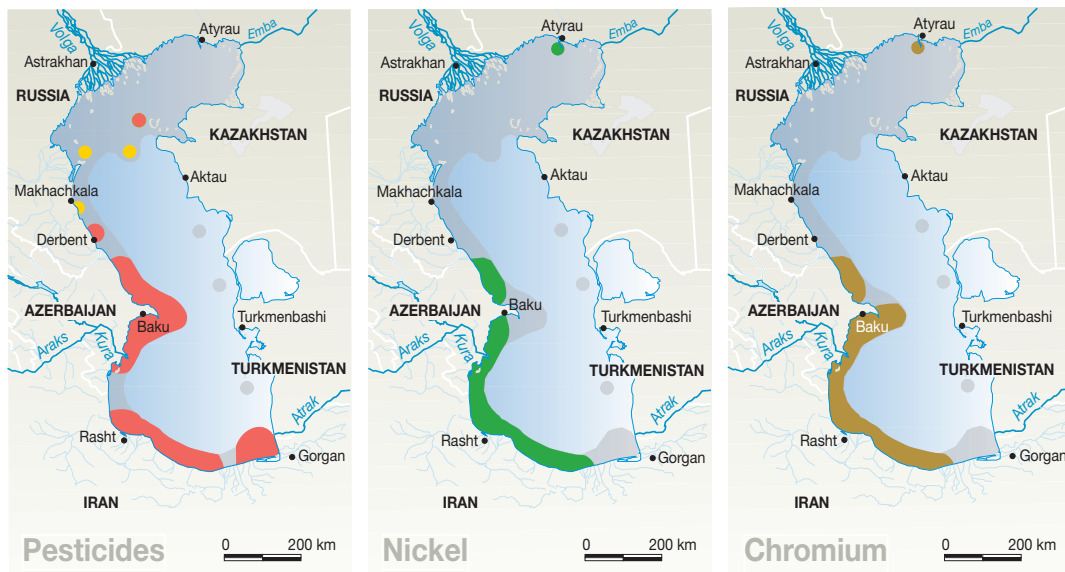 Atyrau
Emba
Volga
Astrakhan
RUSSIA
KAZAKHSTAN
Aktau
Makhachkala
Derbent
AZERBAIJAN
Baku
Turkmenbashi
Araks
Kura
TURKMENISTAN
Atrak
Rasht
Gorgan
IRAN
Pesticides
0 200 km
Atyrau
Emba
Volga
Astrakhan
RUSSIA
KAZAKHSTAN
Aktau
Makhachkala
Derbent
AZERBAIJAN
Baku
Turkmenbashi
Araks
Kura
TURKMENISTAN
Atrak
Rasht
Gorgan
IRAN
Nickel
0 200 km
Atyrau
Emba
Volga
Astrakhan
RUSSIA
KAZAKHSTAN
Aktau
Makhachkala
Derbent
AZERBAIJAN
Baku
Turkmenbashi
Araks
Kura
TURKMENISTAN
Atrak
Rasht
Gorgan
IRAN
Chromium
0 200 km